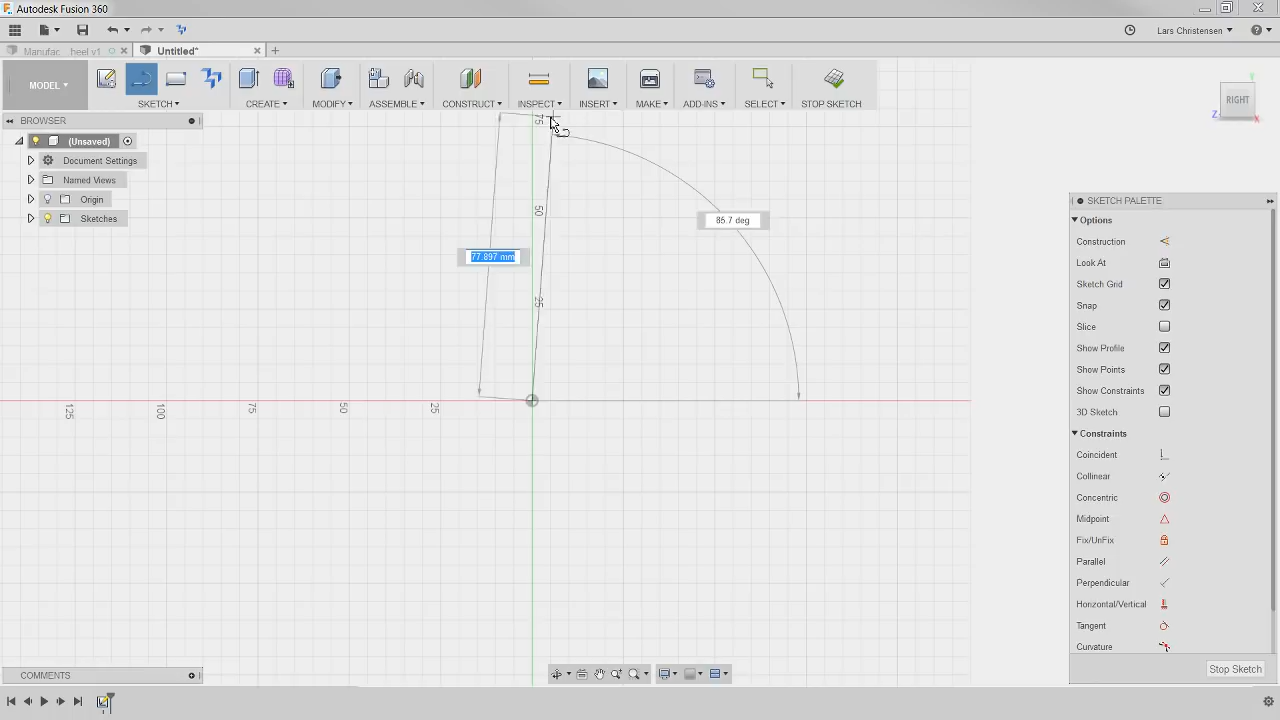 Autodesk Fusion 360
Lars Christensen
Manufac heel v1
Untitled*
MODEL
SKETCH
CREATE
MODIFY
ASSEMBLE
CONSTRUCT
INSPECT
INSERT
MAKE
ADD-INS
SELECT
STOP SKETCH
BROWSER
(Unsaved)
Document Settings
Named Views
Origin
Sketches
RIGHT
Z
X
Y
75
50
25
77.897 mm
85.7 deg
125
100
75
50
25
SKETCH PALETTE
Options
Construction
Look At
Sketch Grid
Snap
Slice
Show Profile
Show Points
Show Constraints
3D Sketch
Constraints
Coincident
Collinear
Concentric
Midpoint
Fix/UnFix
Parallel
Perpendicular
Horizontal/Vertical
Tangent
Curvature
Stop Sketch
COMMENTS